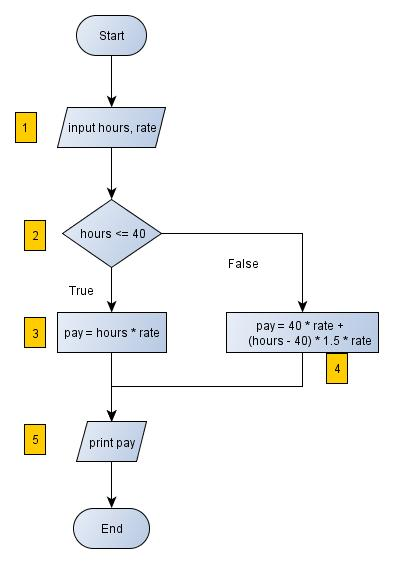 Start
1
input hours, rate
2
hours <= 40
False
True
3
pay = hours * rate
pay = 40 * rate +
(hours - 40) * 1.5 * rate
4
5
print pay
End